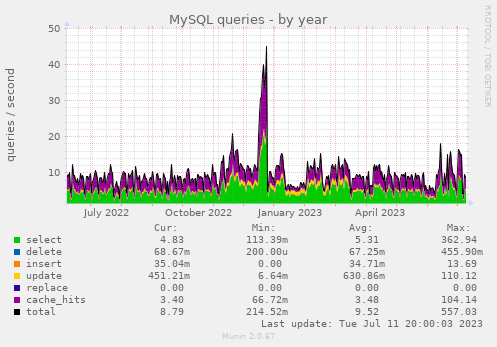 MySQL queries - by year
RRDTOOL / TOBI OETIKER
queries / second
50
40
30
20
10
July 2022 October 2022 January 2023 April 2023
Cur: Min: Avg: Max:
select 4.83 113.39m 5.31 362.94
delete 68.67m 200.00u 67.25m 455.90m
insert 35.04m 0.00 34.71m 13.69
update 451.21m 6.64m 630.86m 110.12
replace 0.00 0.00 0.00 0.00
cache_hits 3.40 66.72m 3.48 104.14
total 8.79 214.52m 9.52 557.03
Last update: Tue Jul 11 20:00:03 2023
Munin 2.0.67